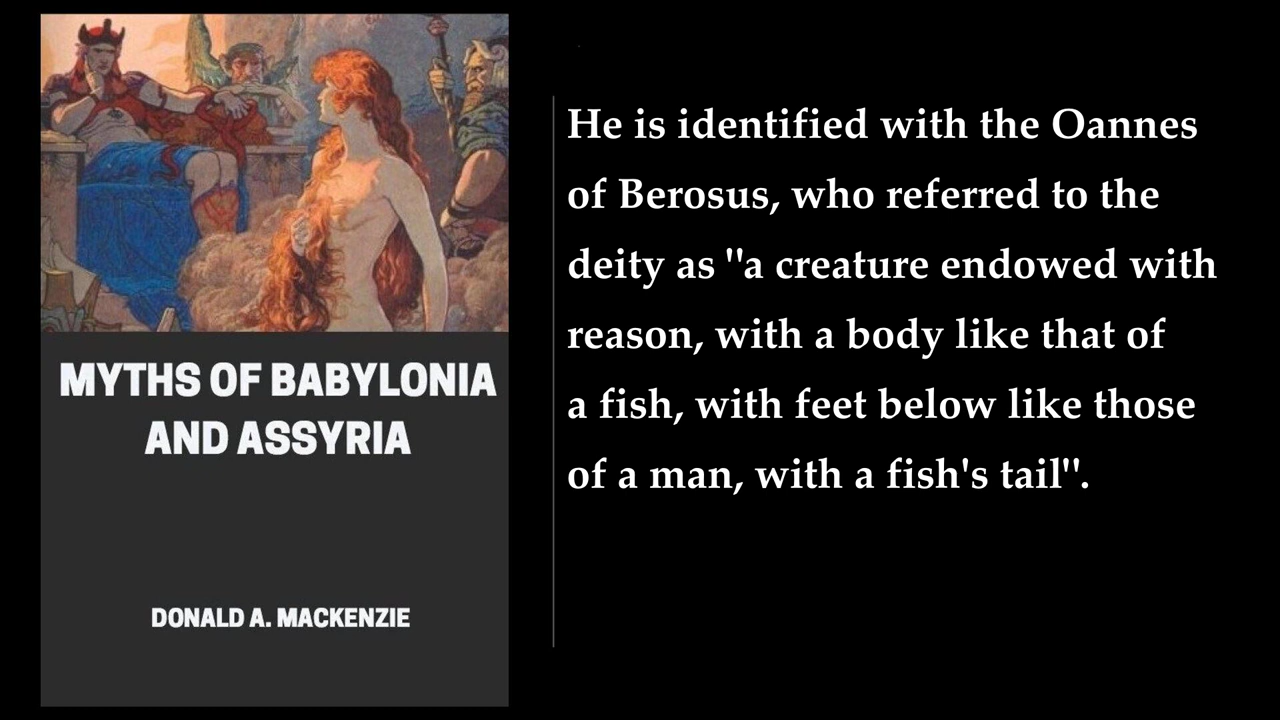 MYTHS OF BABYLONIA
AND ASSYRIA
DONALD A. MACKENZIE
He is identified with the Oannes
of Berosus, who referred to the
deity as "a creature endowed with
reason, with a body like that of
a fish, with feet below like those
of a man, with a fish's tail".